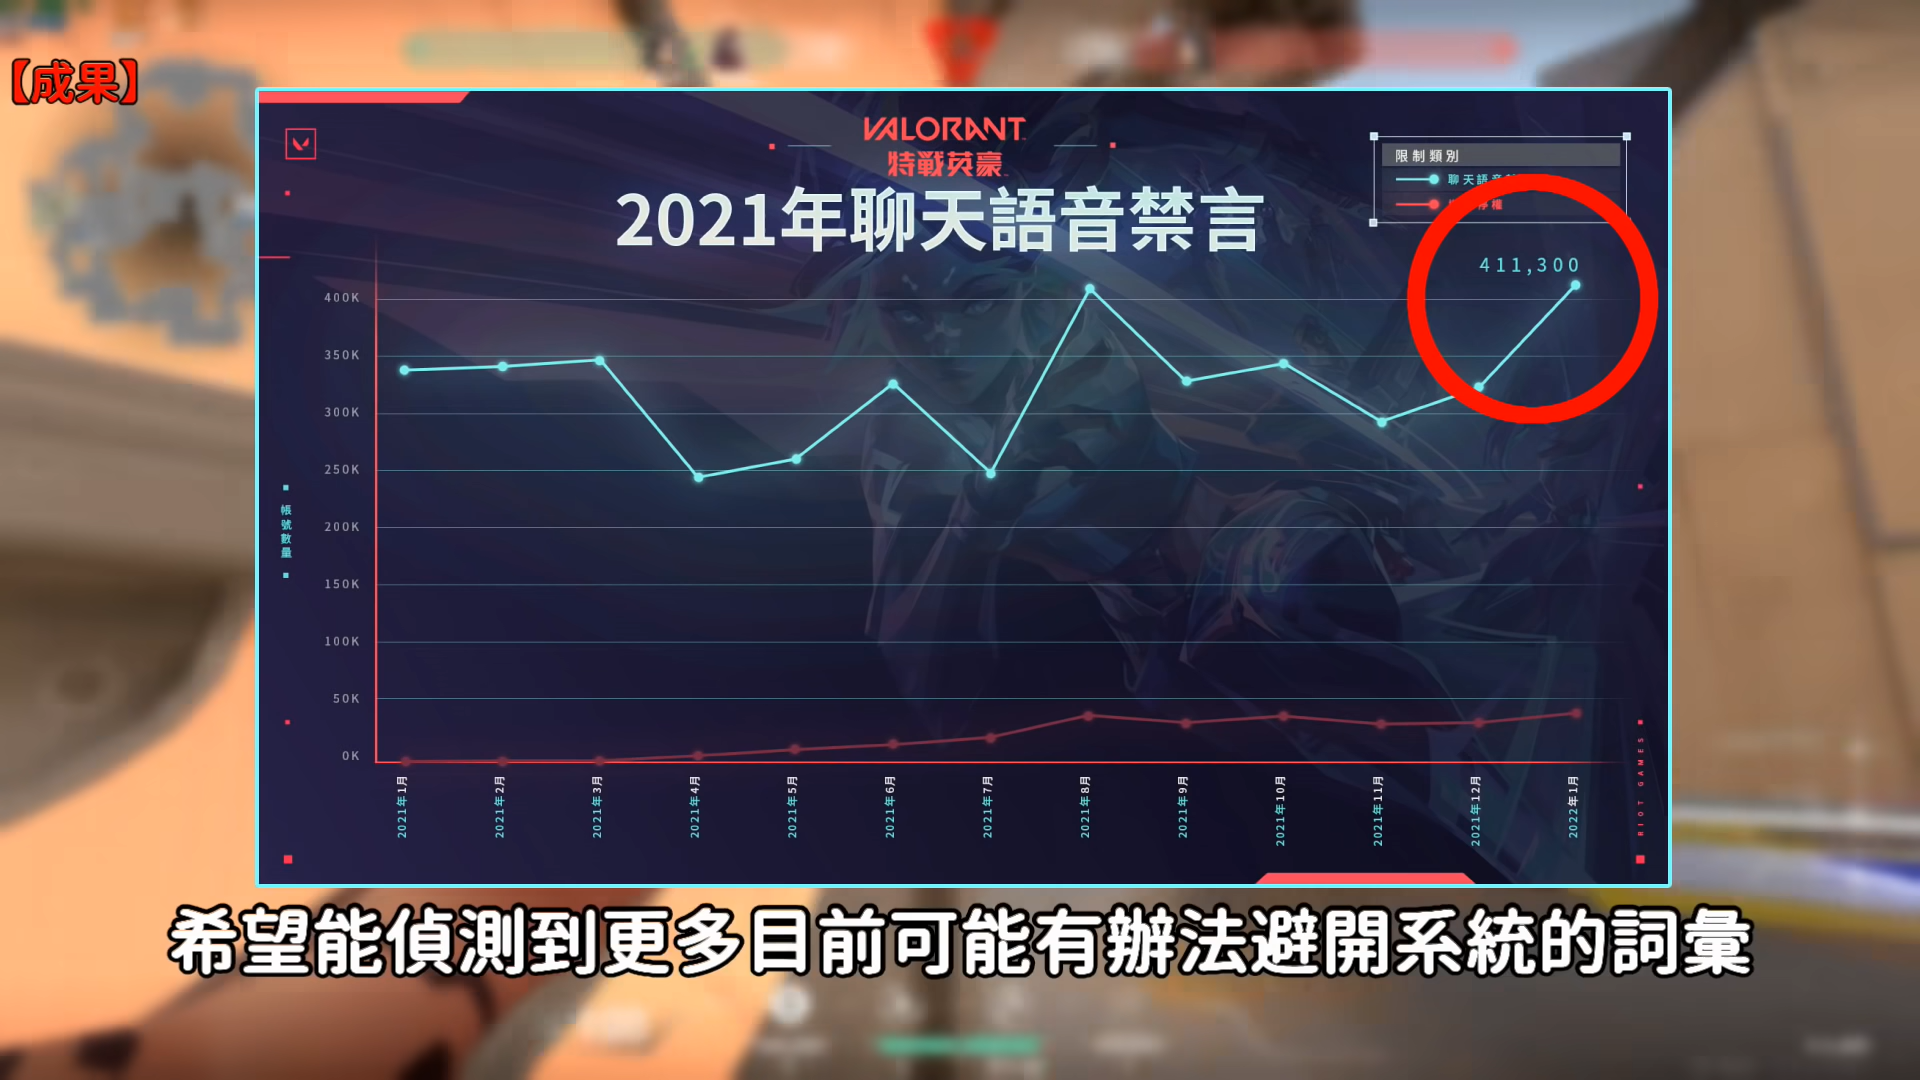 【成果】
VALORANT
特戰英豪
2021年聊天語音禁言
限制類別
聊天語音
停權
411,300
400K
350K
300K
250K
200K
150K
100K
50K
0K
帳號數量
2021年1月
2021年2月
2021年3月
2021年4月
2021年5月
2021年6月
2021年7月
2021年8月
2021年9月
2021年10月
2021年11月
2021年12月
2022年1月
RIOT GAMES
希望能偵測到更多目前可能有辦法避開系統的詞彙